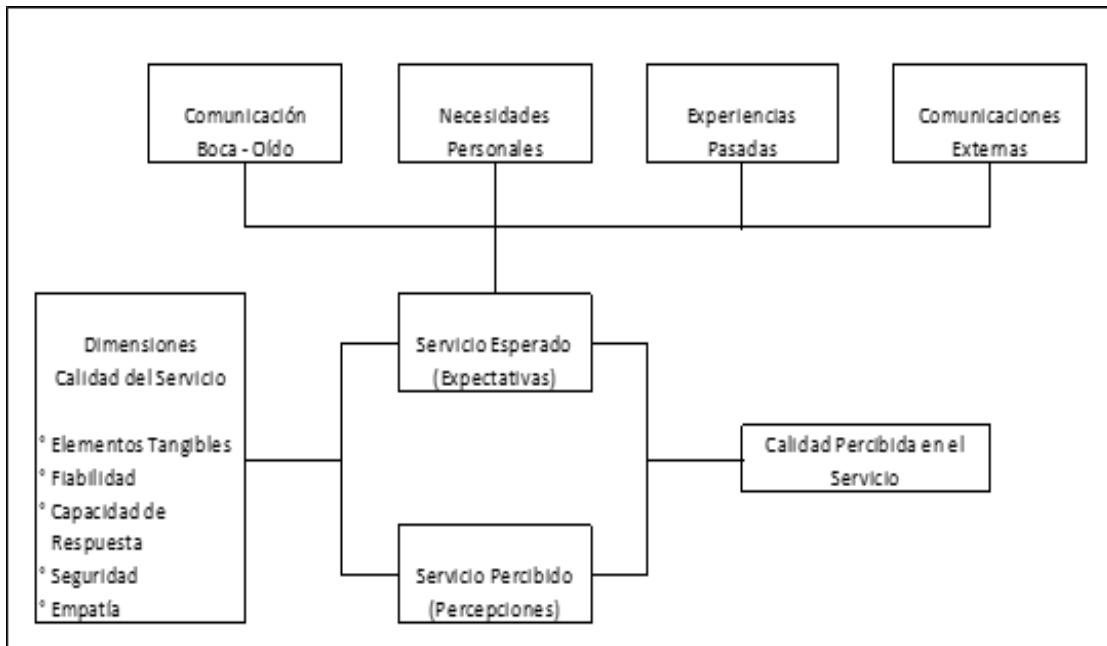 Comunicación
Boca - Oído
Necesidades
Personales
Experiencias
Pasadas
Comunicaciones
Externas
Dimensiones
Calidad del Servicio
° Elementos Tangibles
° Fiabilidad
° Capacidad de
Respuesta
° Seguridad
° Empatía
Servicio Esperado
(Expectativas)
Servicio Percibido
(Percepciones)
Calidad Percibida en el
Servicio